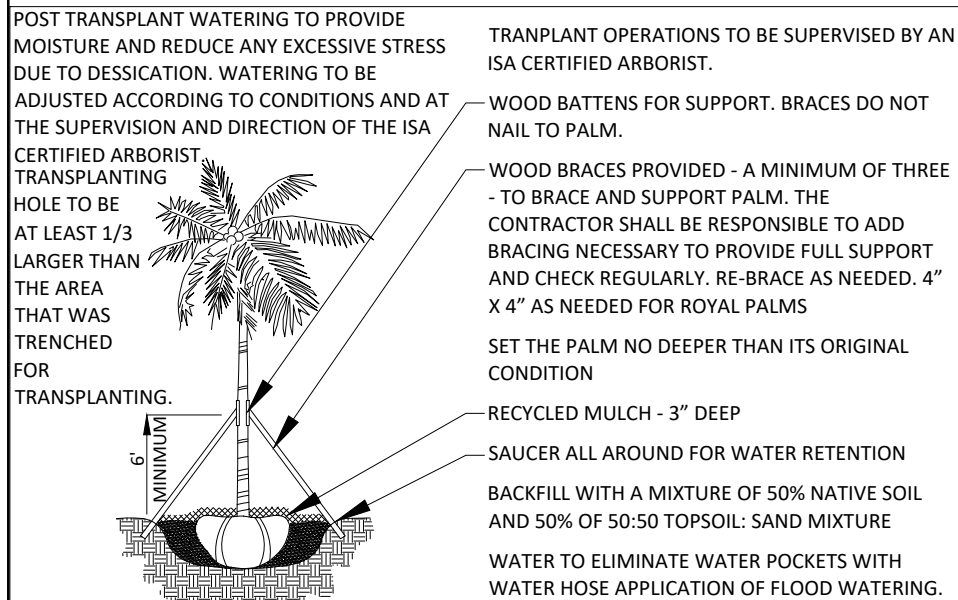 POST TRANSPLANT WATERING TO PROVIDE
MOISTURE AND REDUCE ANY EXCESSIVE STRESS
DUE TO DESSICATION. WATERING TO BE
ADJUSTED ACCORDING TO CONDITIONS AND AT
THE SUPERVISION AND DIRECTION OF THE ISA
CERTIFIED ARBORIST.
TRANSPLANTING
HOLE TO BE
AT LEAST 1/3
LARGER THAN
THE AREA
THAT WAS
TRENCHED
FOR
TRANSPLANTING.
6'
MINIMUM
TRANPLANT OPERATIONS TO BE SUPERVISED BY AN
ISA CERTIFIED ARBORIST.
WOOD BATTENS FOR SUPPORT. BRACES DO NOT
NAIL TO PALM.
WOOD BRACES PROVIDED - A MINIMUM OF THREE
- TO BRACE AND SUPPORT PALM. THE
CONTRACTOR SHALL BE RESPONSIBLE TO ADD
BRACING NECESSARY TO PROVIDE FULL SUPPORT
AND CHECK REGULARLY. RE-BRACE AS NEEDED. 4”
X 4” AS NEEDED FOR ROYAL PALMS
SET THE PALM NO DEEPER THAN ITS ORIGINAL
CONDITION
RECYCLED MULCH - 3” DEEP
SAUCER ALL AROUND FOR WATER RETENTION
BACKFILL WITH A MIXTURE OF 50% NATIVE SOIL
AND 50% OF 50:50 TOPSOIL: SAND MIXTURE
WATER TO ELIMINATE WATER POCKETS WITH
WATER HOSE APPLICATION OF FLOOD WATERING.